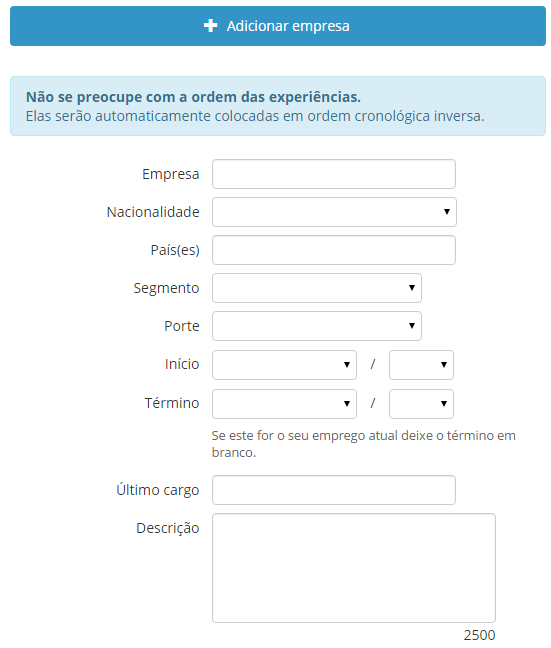 Adicionar empresa
Não se preocupe com a ordem das experiências.
Elas serão automaticamente colocadas em ordem cronológica inversa.
Empresa
Nacionalidade
País(es)
Segmento
Porte
Início /
Término /
Se este for o seu emprego atual deixe o término em
branco.
Último cargo
Descrição
2500